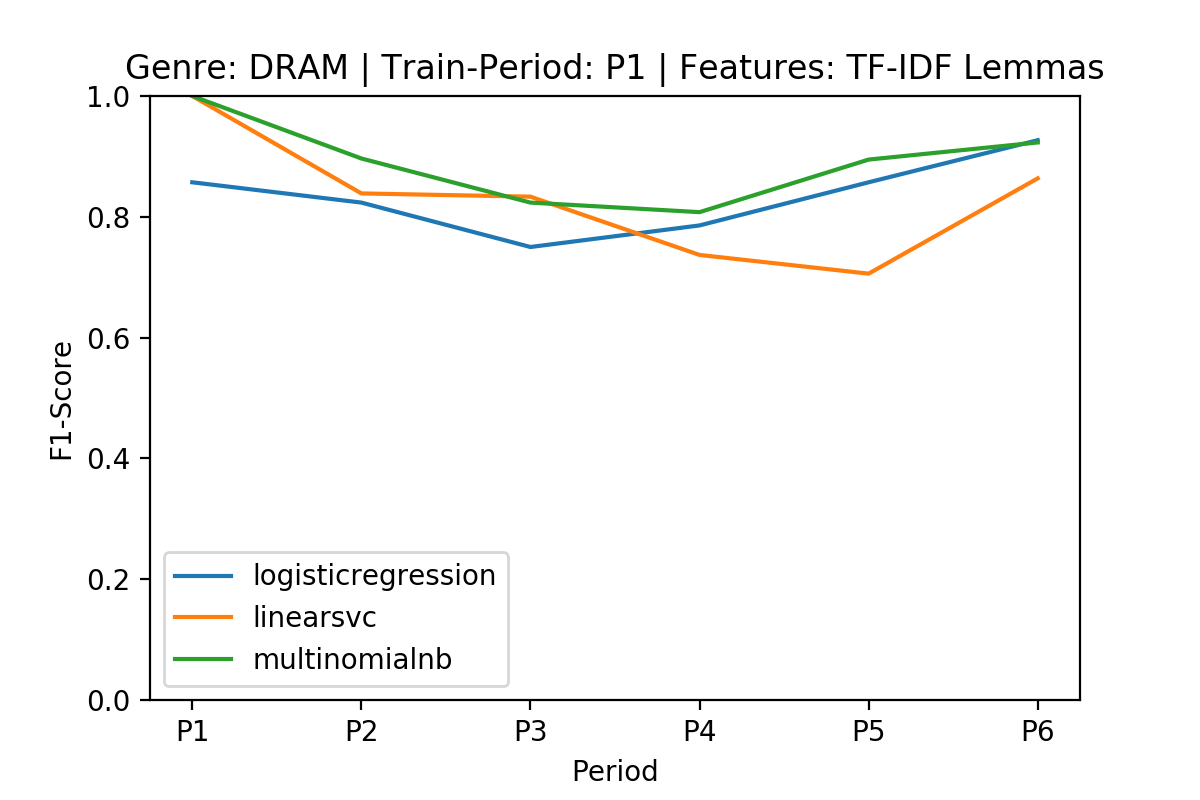 Genre: DRAM | Train-Period: P1 | Features: TF-IDF Lemmas
1.0
0.8
0.6
0.4
0.2
0.0
F1-Score
logisticregression
linearsvc
multinomialnb
P1 P2 P3 P4 P5 P6
Period